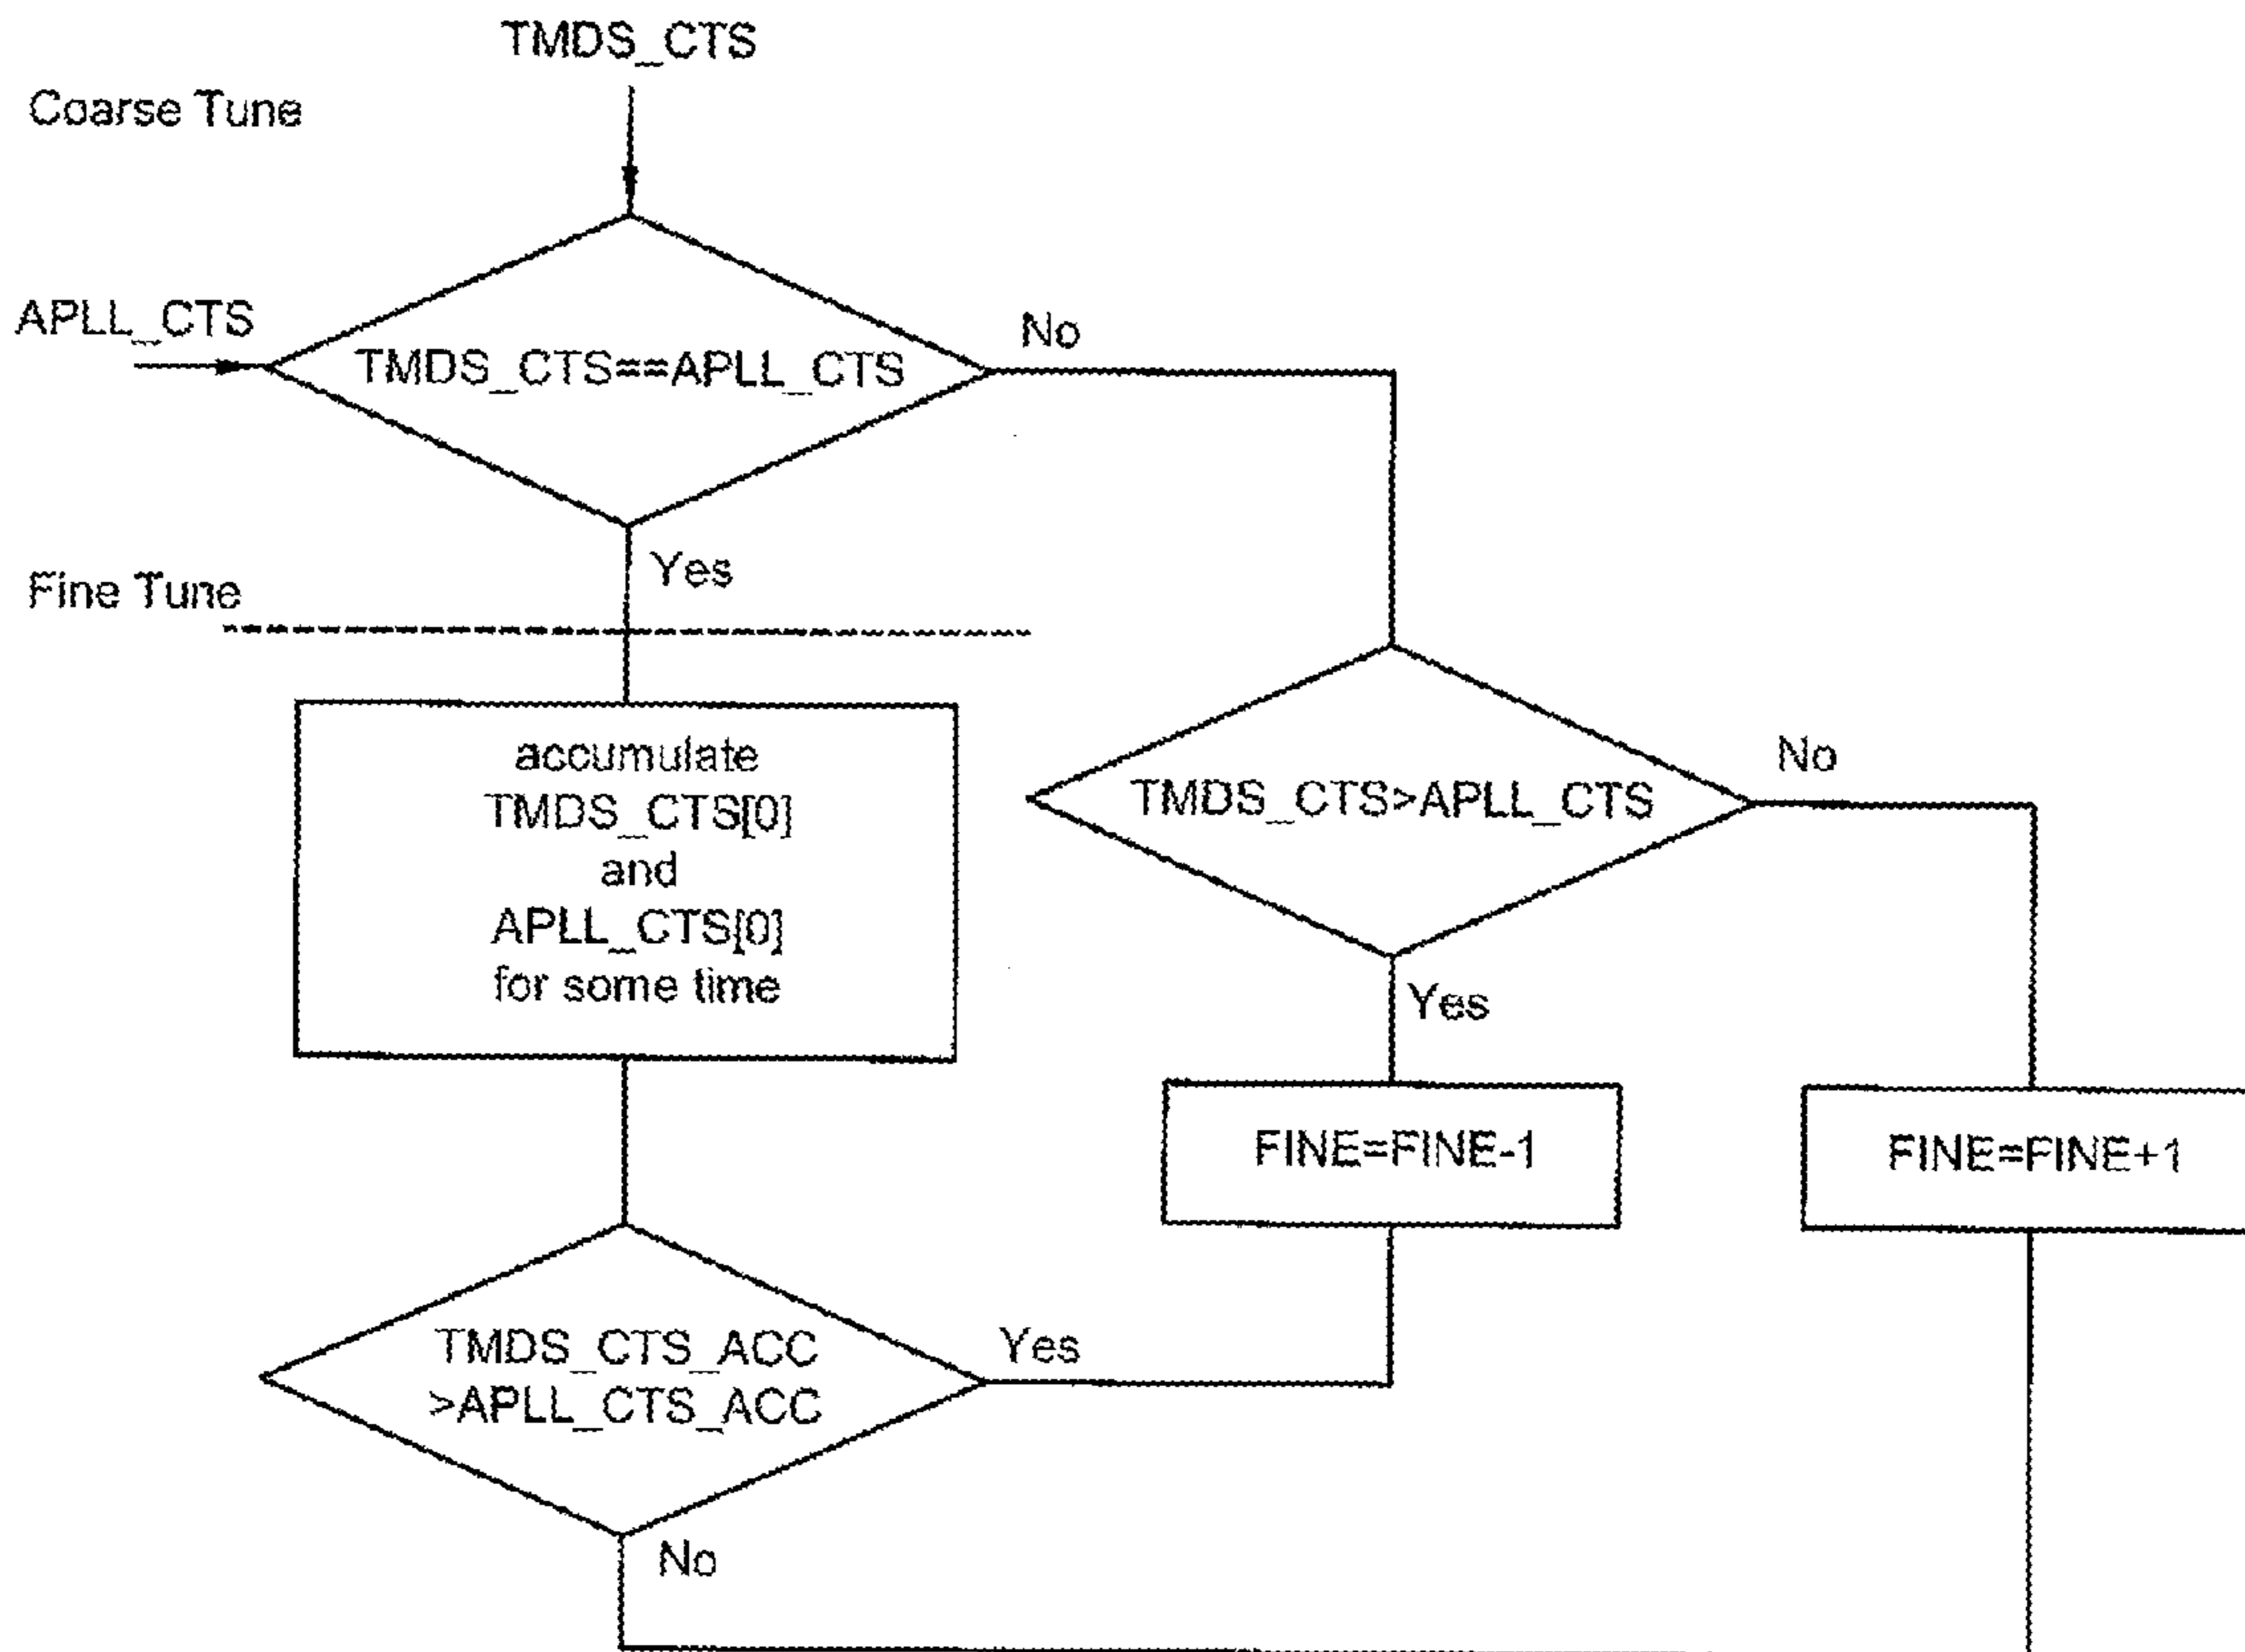 TMDS_CTS
Coarse Tune
APLL_CTS
TMDS_CTS==APLL_CTS
No
Yes
Fine Tune
accumulate
TMDS_CTS[0]
and
APLL_CTS[0]
for some time
TMDS_CTS>APLL_CTS
No
Yes
FINE=FINE-1
FINE=FINE+1
TMDS_CTS_ACC
>APLL_CTS_ACC
Yes
No